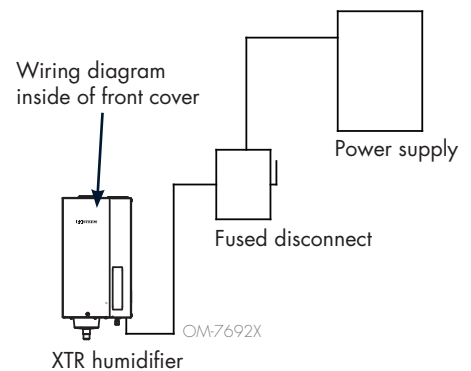 Wiring diagram
inside of front cover
Power supply
Fused disconnect
OM-7692X
XTR humidifier